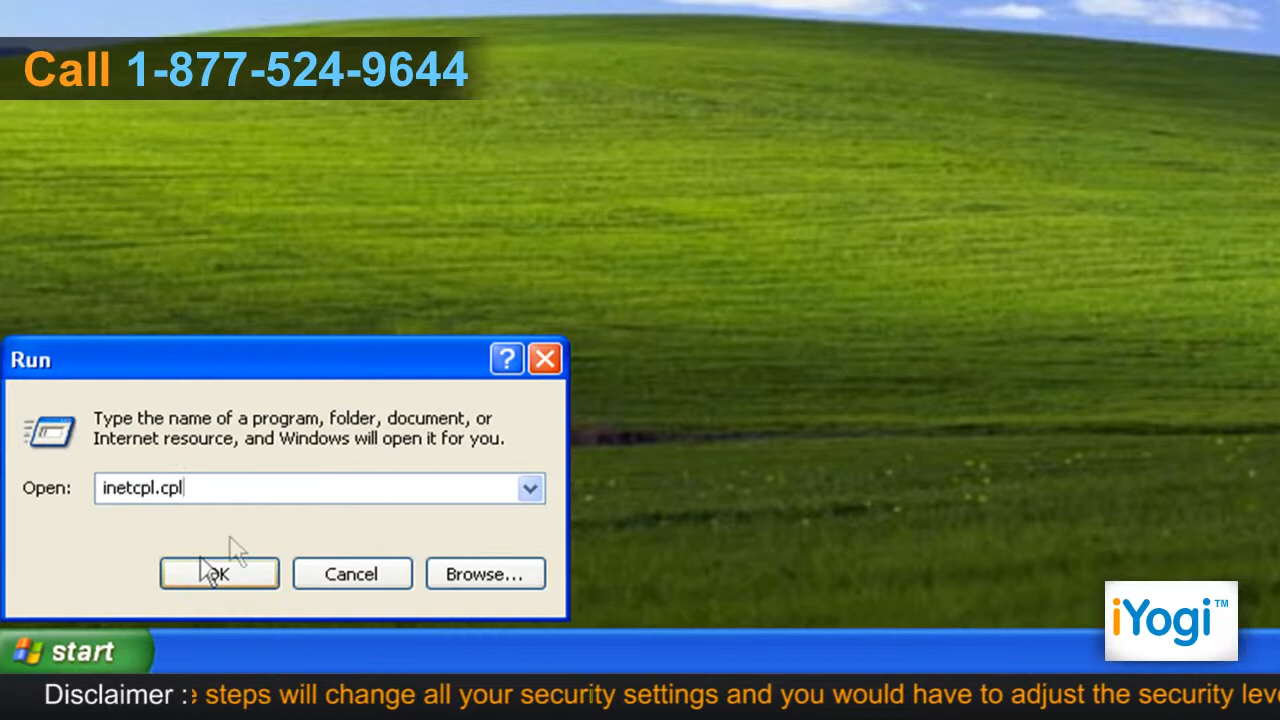 Call 1-877-524-9644
Run
Type the name of a program, folder, document, or
Internet resource, and Windows will open it for you.
Open: inetcpl.cpl
OK Cancel Browse...
iYogi™
start
Disclaimer : steps will change all your security settings and you would have to adjust the security